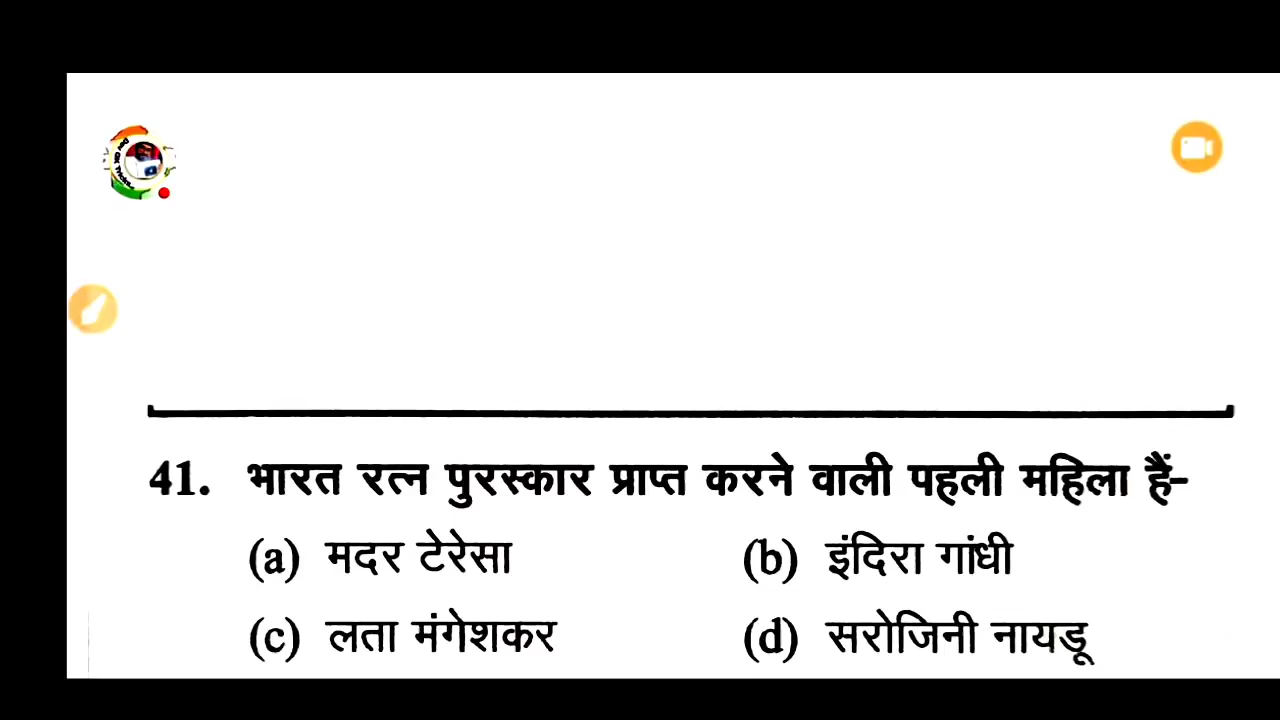 41. भारत रत्न पुरस्कार प्राप्त करने वाली पहली महिला हैं-
(a) मदर टेरेसा (b) इंदिरा गांधी
(c) लता मंगेशकर (d) सरोजिनी नायडू